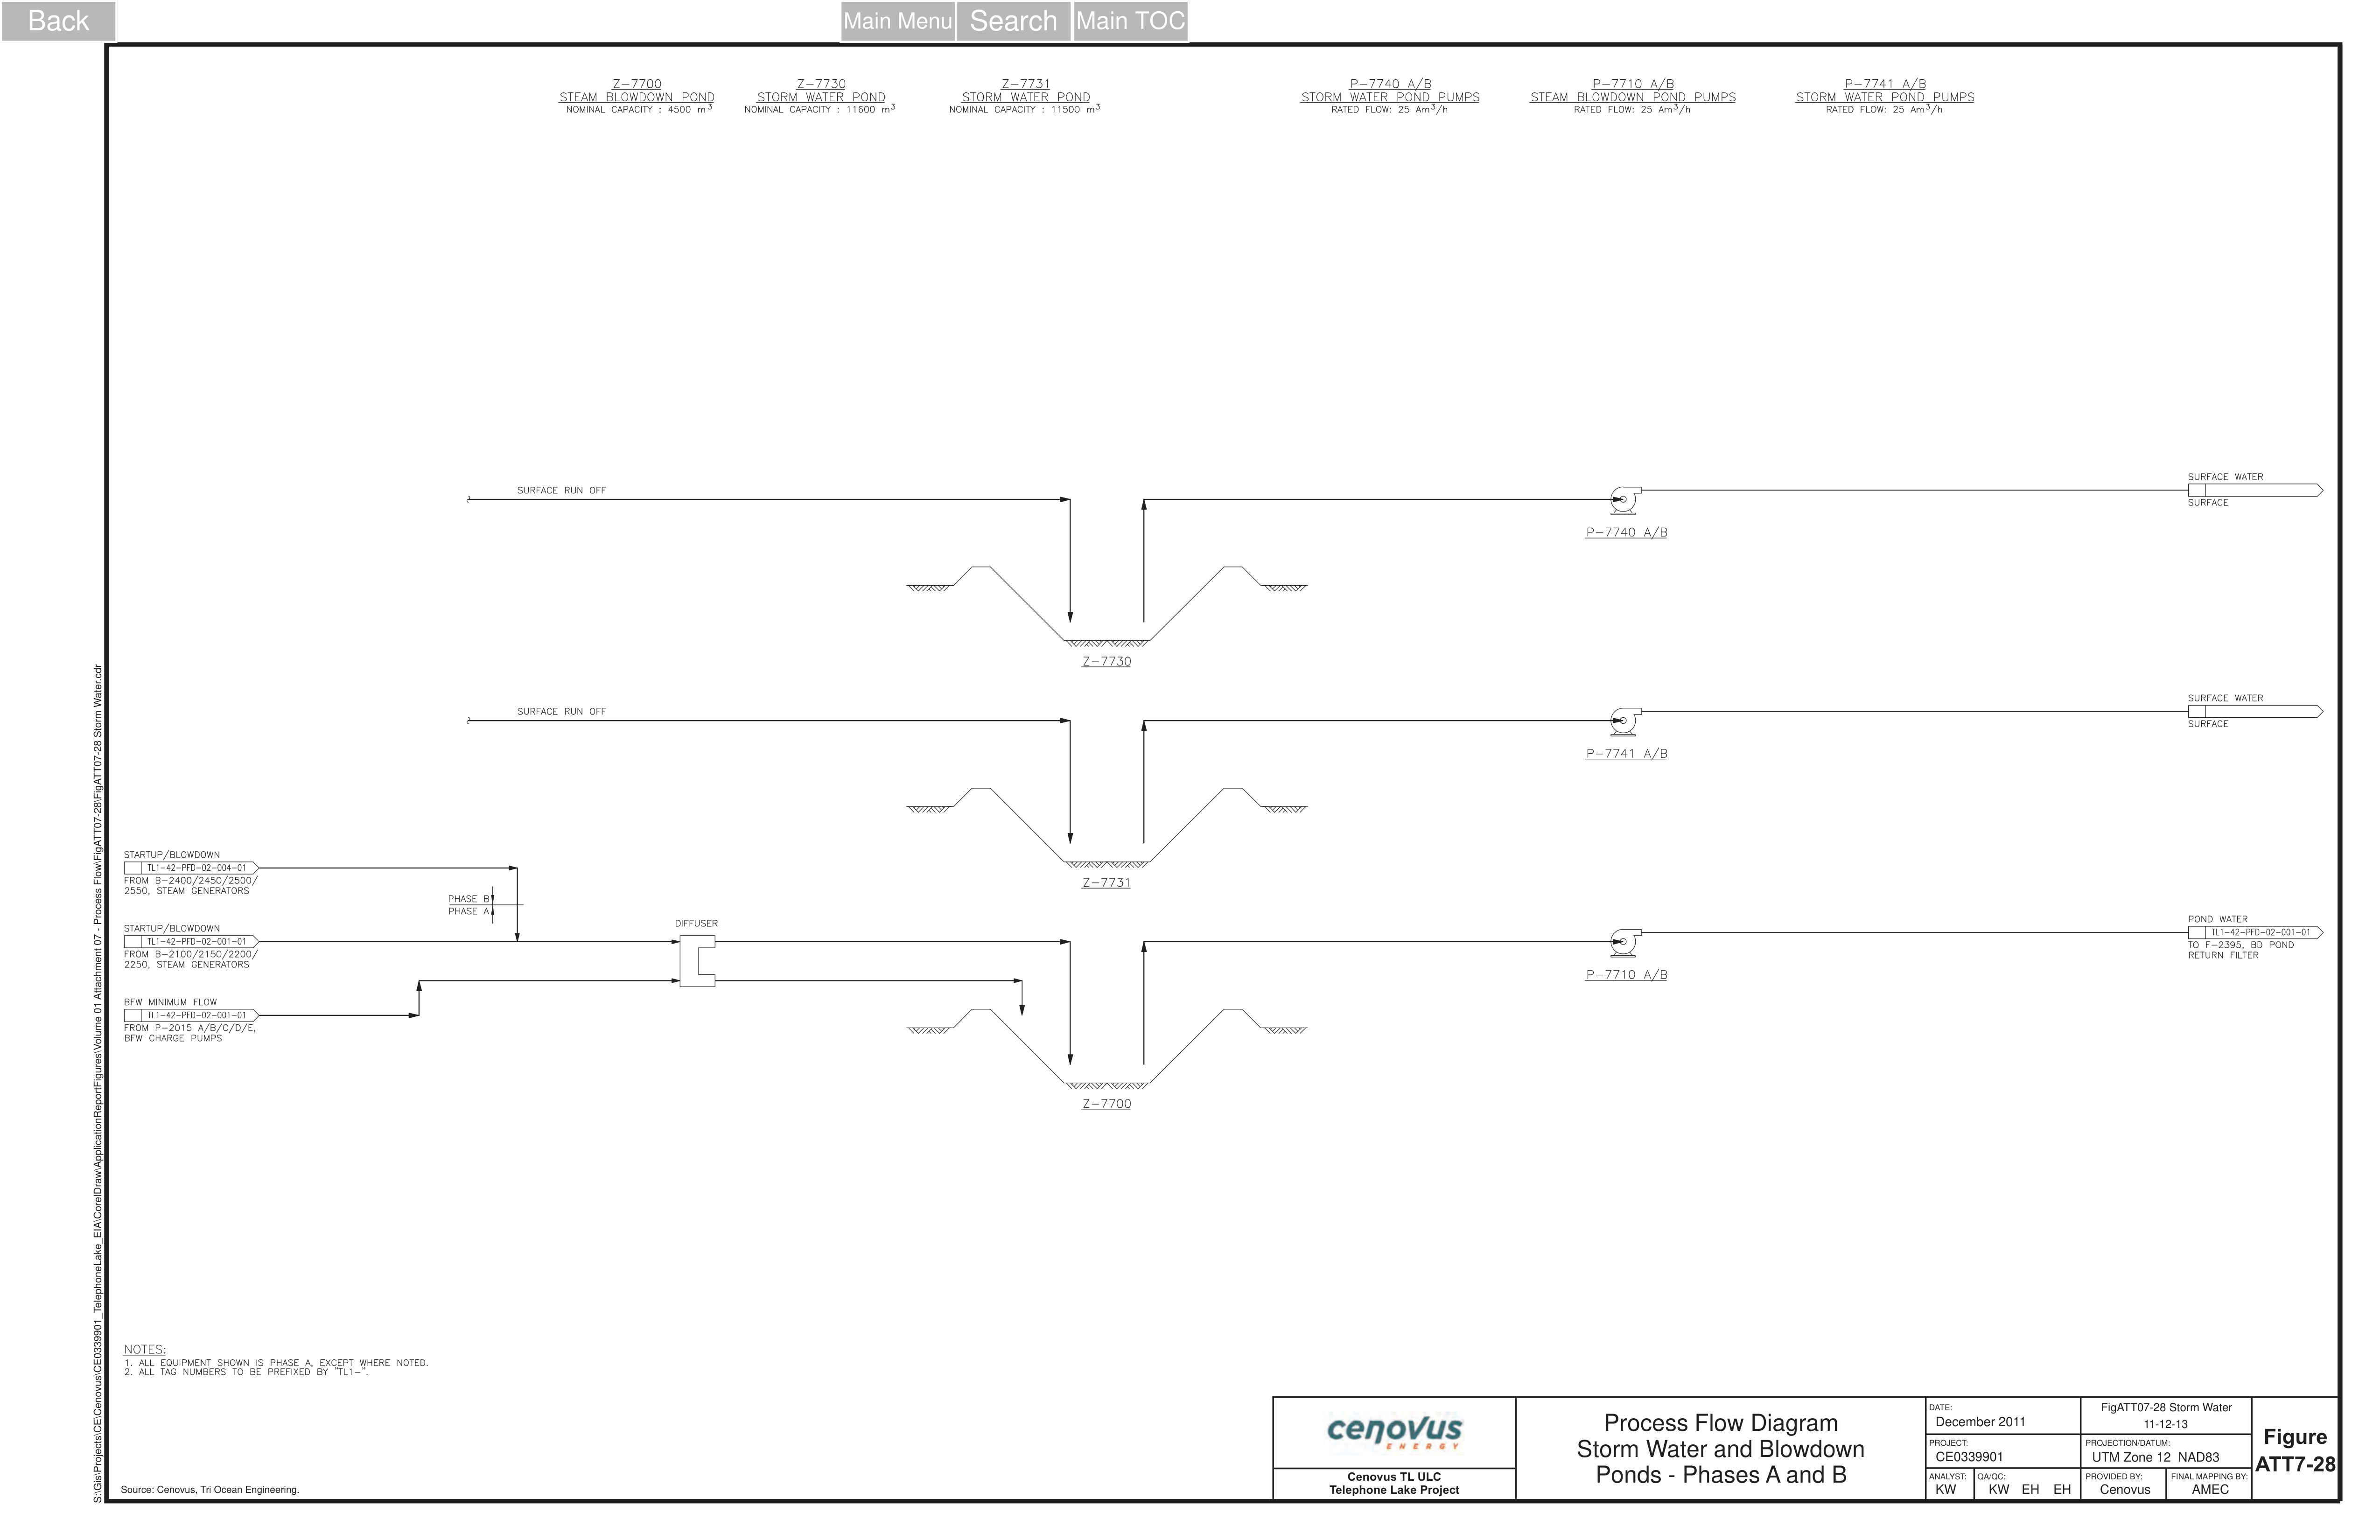 Back
Main Menu
Search
Main TOC
Z-7700
STEAM BLOWDOWN POND
NOMINAL CAPACITY : 4500 m3
Z-7730
STORM WATER POND
NOMINAL CAPACITY : 11600 m3
Z-7731
STORM WATER POND
NOMINAL CAPACITY : 11500 m3
P-7740 A/B
STORM WATER POND PUMPS
RATED FLOW: 25 Am3/h
P-7710 A/B
STEAM BLOWDOWN POND PUMPS
RATED FLOW: 25 Am3/h
P-7741 A/B
STORM WATER POND PUMPS
RATED FLOW: 25 Am3/h
SURFACE RUN OFF
P-7740 A/B
SURFACE WATER
SURFACE
Z-7730
SURFACE RUN OFF
P-7741 A/B
SURFACE WATER
SURFACE
Z-7731
STARTUP/BLOWDOWN
TL1-42-PFD-02-004-01
FROM B-2400/2450/2500/
2550, STEAM GENERATORS
PHASE B
PHASE A
STARTUP/BLOWDOWN
TL1-42-PFD-02-001-01
FROM B-2100/2150/2200/
2250, STEAM GENERATORS
DIFFUSER
BFW MINIMUM FLOW
TL1-42-PFD-02-001-01
FROM P-2015 A/B/C/D/E,
BFW CHARGE PUMPS
P-7710 A/B
POND WATER
TL1-42-PFD-02-001-01
TO F-2395, BD POND
RETURN FILTER
Z-7700
S:\Gis\Projects\CE\Cenovus\CE0339901_TelephoneLake_EIA\CorelDraw\ApplicationReportFigures\Volume 01 Attachment 07 - Process Flow\FigATT07-28\FigATT07-28 Storm Water.cdr
NOTES:
1. ALL EQUIPMENT SHOWN IS PHASE A, EXCEPT WHERE NOTED.
2. ALL TAG NUMBERS TO BE PREFIXED BY "TL1-".
Source: Cenovus, Tri Ocean Engineering.
cenovus
ENERGY
Cenovus TL ULC
Telephone Lake Project
Process Flow Diagram
Storm Water and Blowdown
Ponds - Phases A and B
DATE:
December 2011
FigATT07-28 Storm Water
11-12-13
PROJECT:
CE0339901
PROJECTION/DATUM:
UTM Zone 12 NAD83
ANALYST:
KW
QA/QC:
KW EH EH
PROVIDED BY:
Cenovus
FINAL MAPPING BY:
AMEC
Figure
ATT7-28